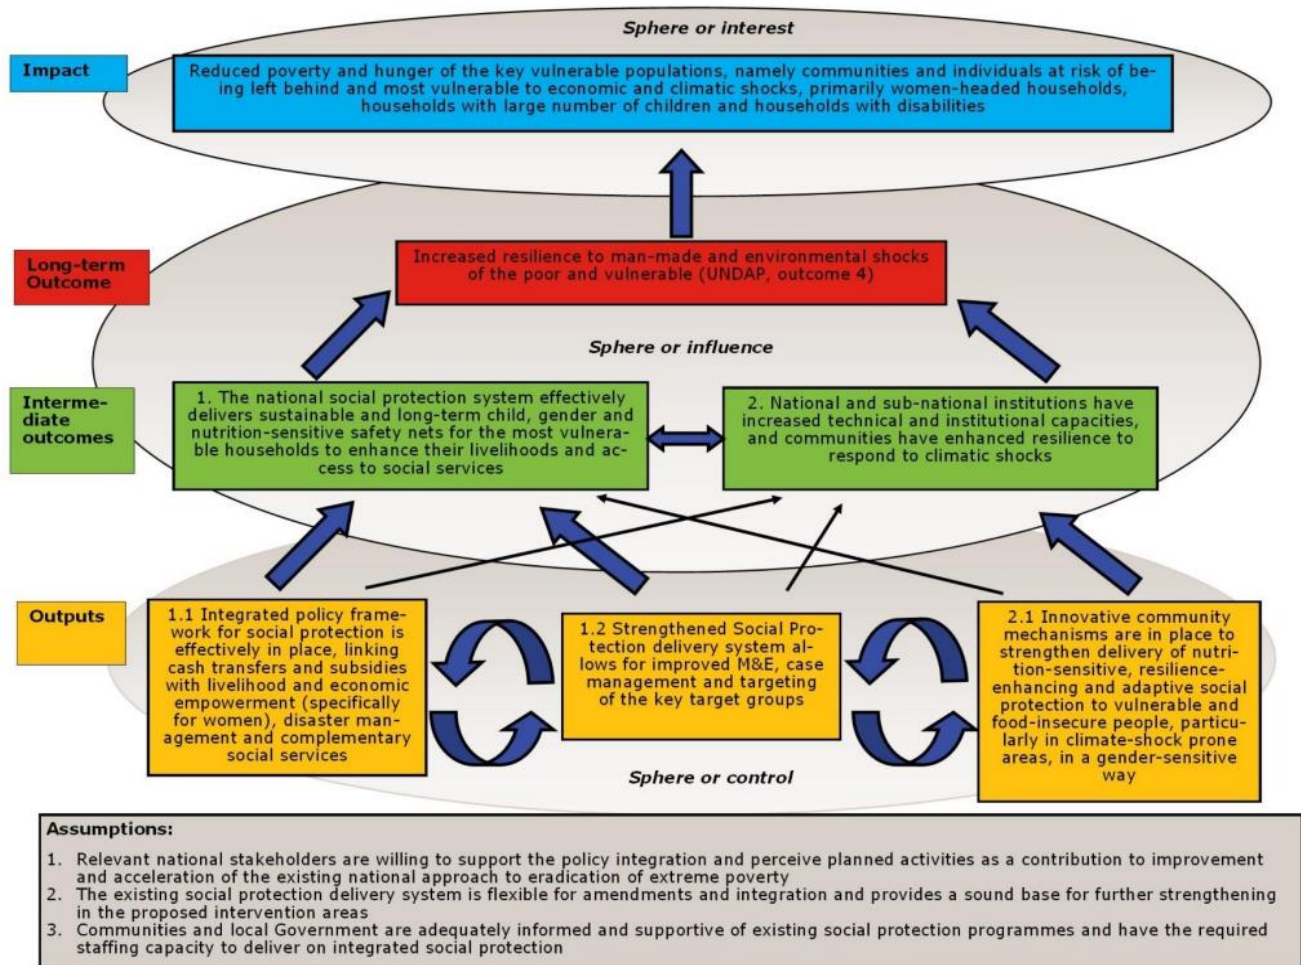 Sphere or interest
Impact
Reduced poverty and hunger of the key vulnerable populations, namely communities and individuals at risk of be-
ing left behind and most vulnerable to economic and climatic shocks, primarily women-headed households,
households with large number of children and households with disabilities
Long-term
Outcome
Increased resilience to man-made and environmental shocks
of the poor and vulnerable (UNDAP, outcome 4)
Sphere or influence
Interme-
diate
outcomes
1. The national social protection system effectively
delivers sustainable and long-term child, gender and
nutrition-sensitive safety nets for the most vulnera-
ble households to enhance their livelihoods and ac-
cess to social services
2. National and sub-national institutions have
increased technical and institutional capacities,
and communities have enhanced resilience to
respond to climatic shocks
Outputs
1.1 Integrated policy frame-
work for social protection is
effectively in place, linking
cash transfers and subsidies
with livelihood and economic
empowerment (specifically
for women), disaster man-
agement and complementary
social services
1.2 Strengthened Social Pro-
tection delivery system al-
lows for improved M&E, case
management and targeting
of the key target groups
2.1 Innovative community
mechanisms are in place to
strengthen delivery of nutri-
tion-sensitive, resilience-
enhancing and adaptive social
protection to vulnerable and
food-insecure people, particu-
larly in climate-shock prone
areas, in a gender-sensitive
way
Sphere or control
Assumptions:
1. Relevant national stakeholders are willing to support the policy integration and perceive planned activities as a contribution to improvement
and acceleration of the existing national approach to eradication of extreme poverty
2. The existing social protection delivery system is flexible for amendments and integration and provides a sound base for further strengthening
in the proposed intervention areas
3. Communities and local Government are adequately informed and supportive of existing social protection programmes and have the required
staffing capacity to deliver on integrated social protection